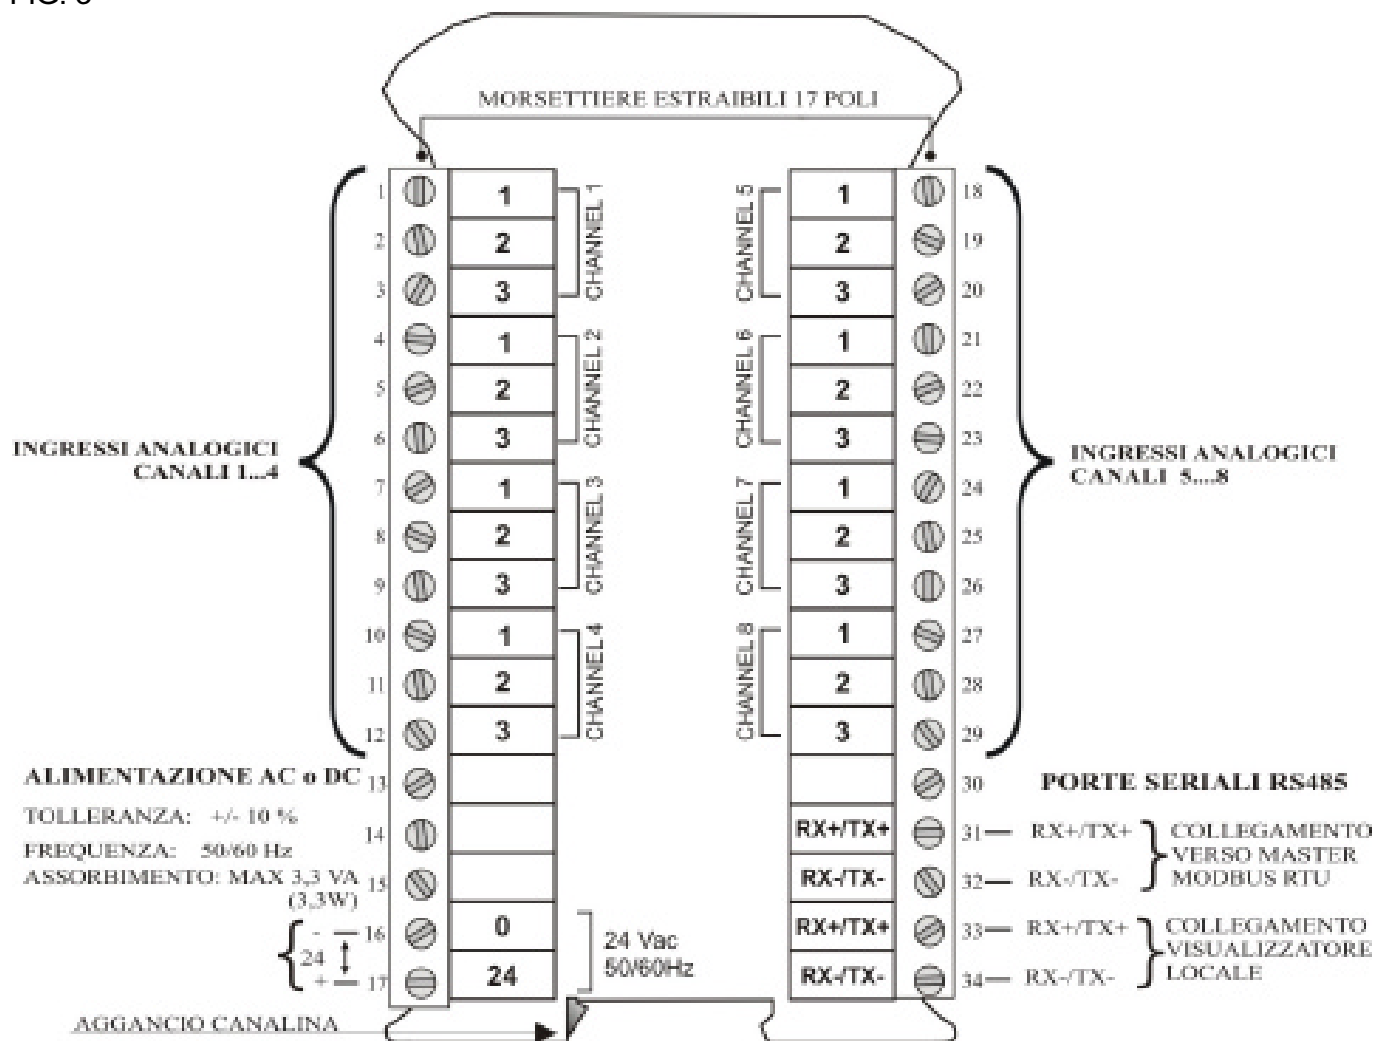 MORSETTIERE ESTRAIBILI 17 POLI
1 1
2 2
3 3
CHANNEL 1
4 1
5 2
6 3
CHANNEL 2
7 1
8 2
9 3
CHANNEL 3
10 1
11 2
12 3
CHANNEL 4
13
14
15
16 0
17 24
24 Vac
50/60Hz
INGRESSI ANALOGICI
CANALI 1...4
ALIMENTAZIONE AC o DC
TOLLERANZA: +/- 10 %
FREQUENZA: 50/60 Hz
ASSORBIMENTO: MAX 3,3 VA
(3,3W)
-
24
+
AGGANCIO CANALINA
CHANNEL 5
1 18
2 19
3 20
CHANNEL 6
1 21
2 22
3 23
CHANNEL 7
1 24
2 25
3 26
CHANNEL 8
1 27
2 28
3 29
30
RX+/TX+ 31
RX-/TX- 32
RX+/TX+ 33
RX-/TX- 34
INGRESSI ANALOGICI
CANALI 5....8
PORTE SERIALI RS485
RX+/TX+
RX-/TX-
COLLEGAMENTO
VERSO MASTER
MODBUS RTU
RX+/TX+
RX-/TX-
COLLEGAMENTO
VISUALIZZATORE
LOCALE